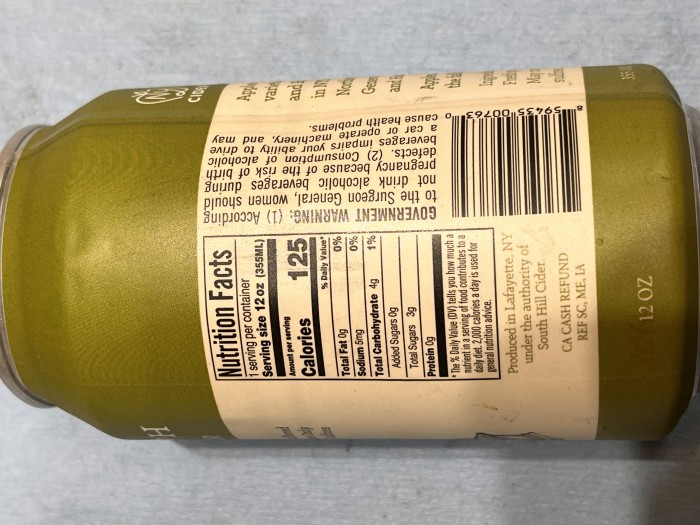 Nutrition Facts
1 serving per container
Serving size 12 oz (355ML)
Amount per serving
Calories 125
% Daily Value*
Total Fat 0g 0%
Sodium 5mg 0%
Total Carbohydrate 4g 1%
Added Sugars 0g
Total Sugars 3g
Protein 0g
* The % Daily Value (DV) tells you how much a
nutrient in a serving of food contributes to a
daily diet. 2,000 calories a day is used for
general nutrition advice.
Produced in Lafayette, NY
under the authority of
South Hill Cider.
CA CASH REFUND
REF SC, ME, IA
12 OZ
GOVERNMENT WARNING: (1) According
to the Surgeon General, women should
not drink alcoholic beverages during
pregnancy because of the risk of birth
defects. (2) Consumption of alcoholic
beverages impairs your ability to drive
a car or operate machinery, and may
cause health problems.
8 59435 00763 0
in N
and
355